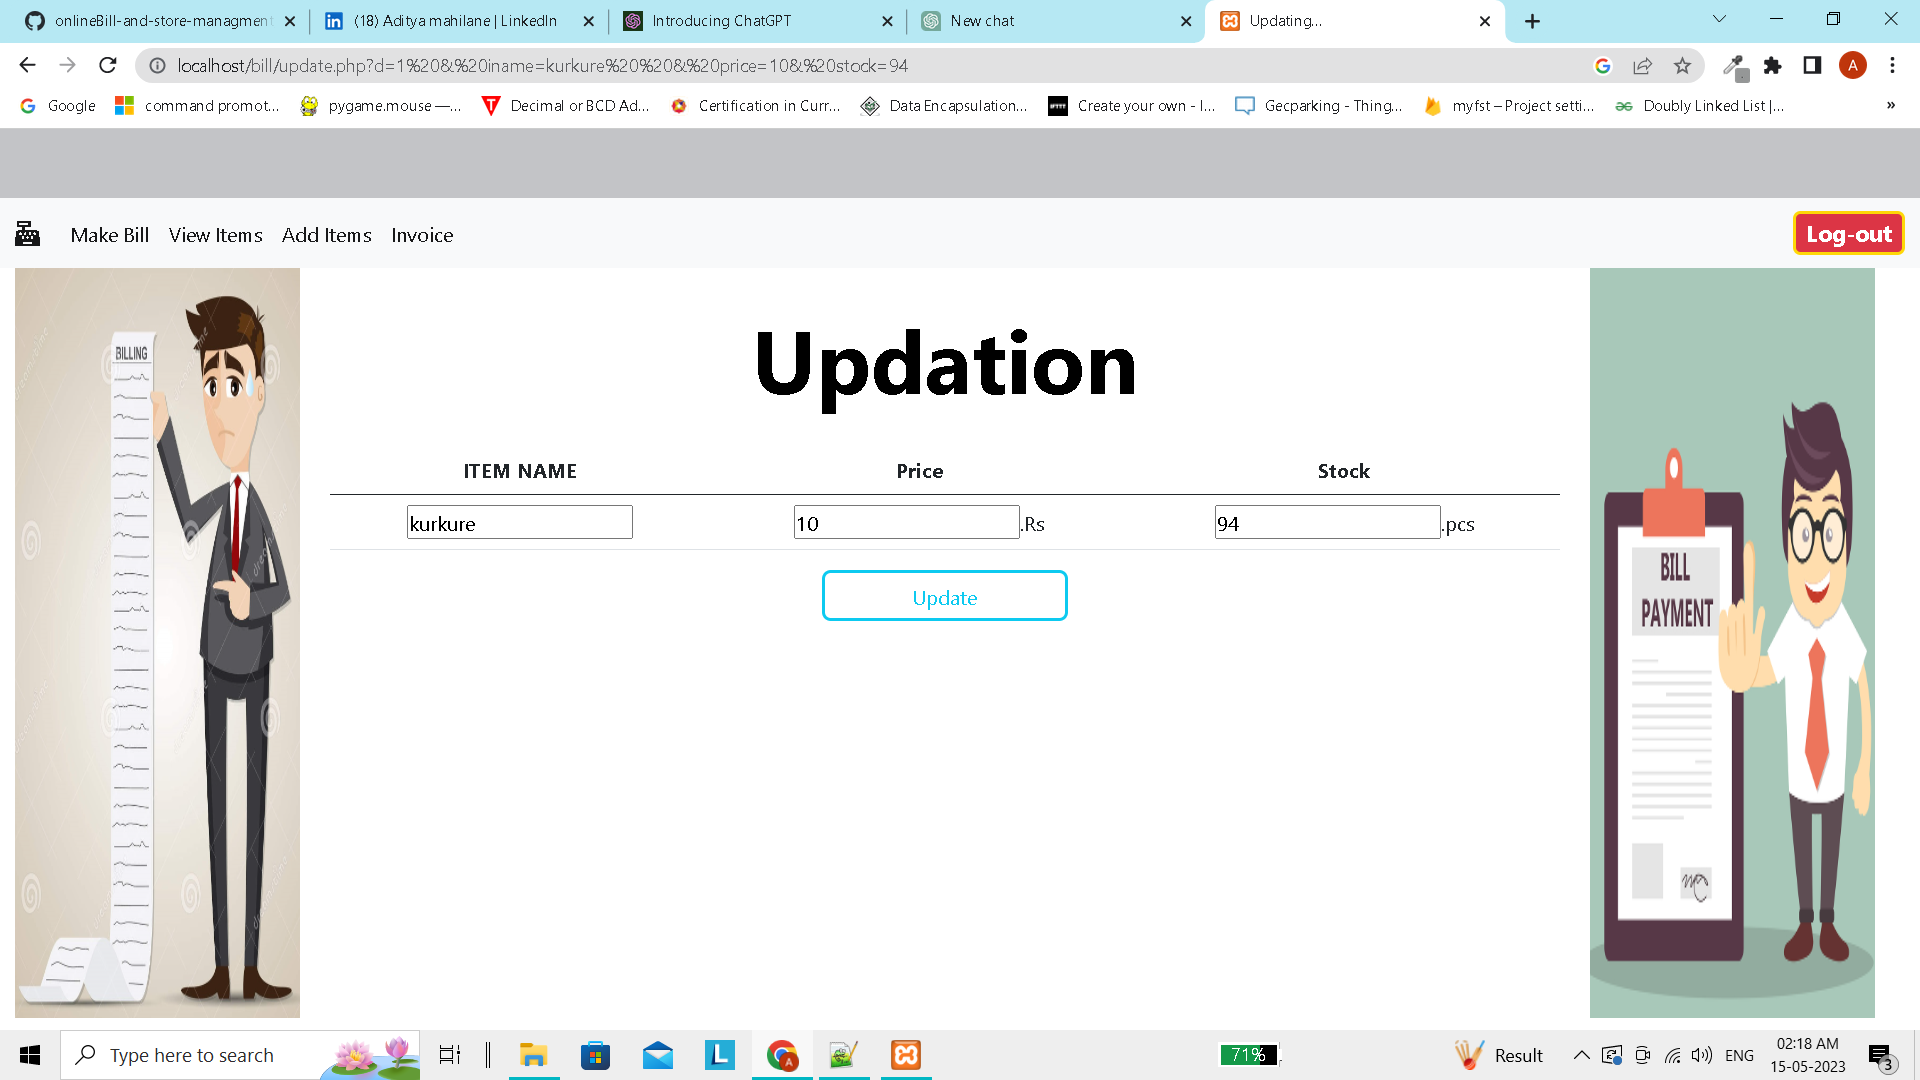 onlineBill-and-store-managment
(18) Aditya mahilane | LinkedIn
Introducing ChatGPT
New chat
Updating...
localhost/bill/update.php?d=1%20&%20iname=kurkure%20%20&%20price=10&%20stock=94
A
Google
command promot...
pygame.mouse —...
Decimal or BCD Ad...
Certification in Curr...
Data Encapsulation...
Create your own - I...
Gecparking - Thing...
myfst – Project setti...
Doubly Linked List |...
»
Make Bill
View Items
Add Items
Invoice
Log-out
BILLING
Updation
ITEM NAME
Price
Stock
kurkure
10
.Rs
94
.pcs
Update
BILL
PAYMENT
Type here to search
L
A
71%
Result
ENG
02:18 AM
15-05-2023
3